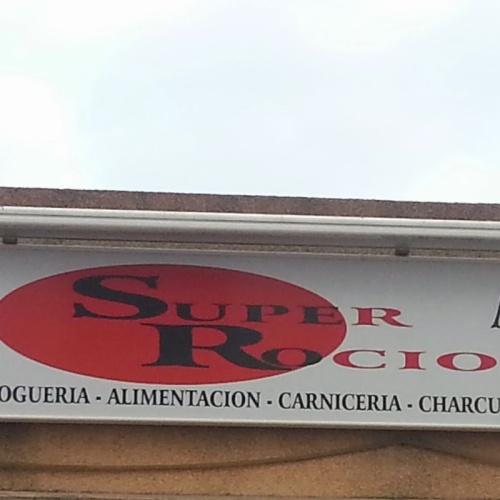 SUPER
ROCIO
OGUERIA - ALIMENTACION - CARNICERIA - CHARCU